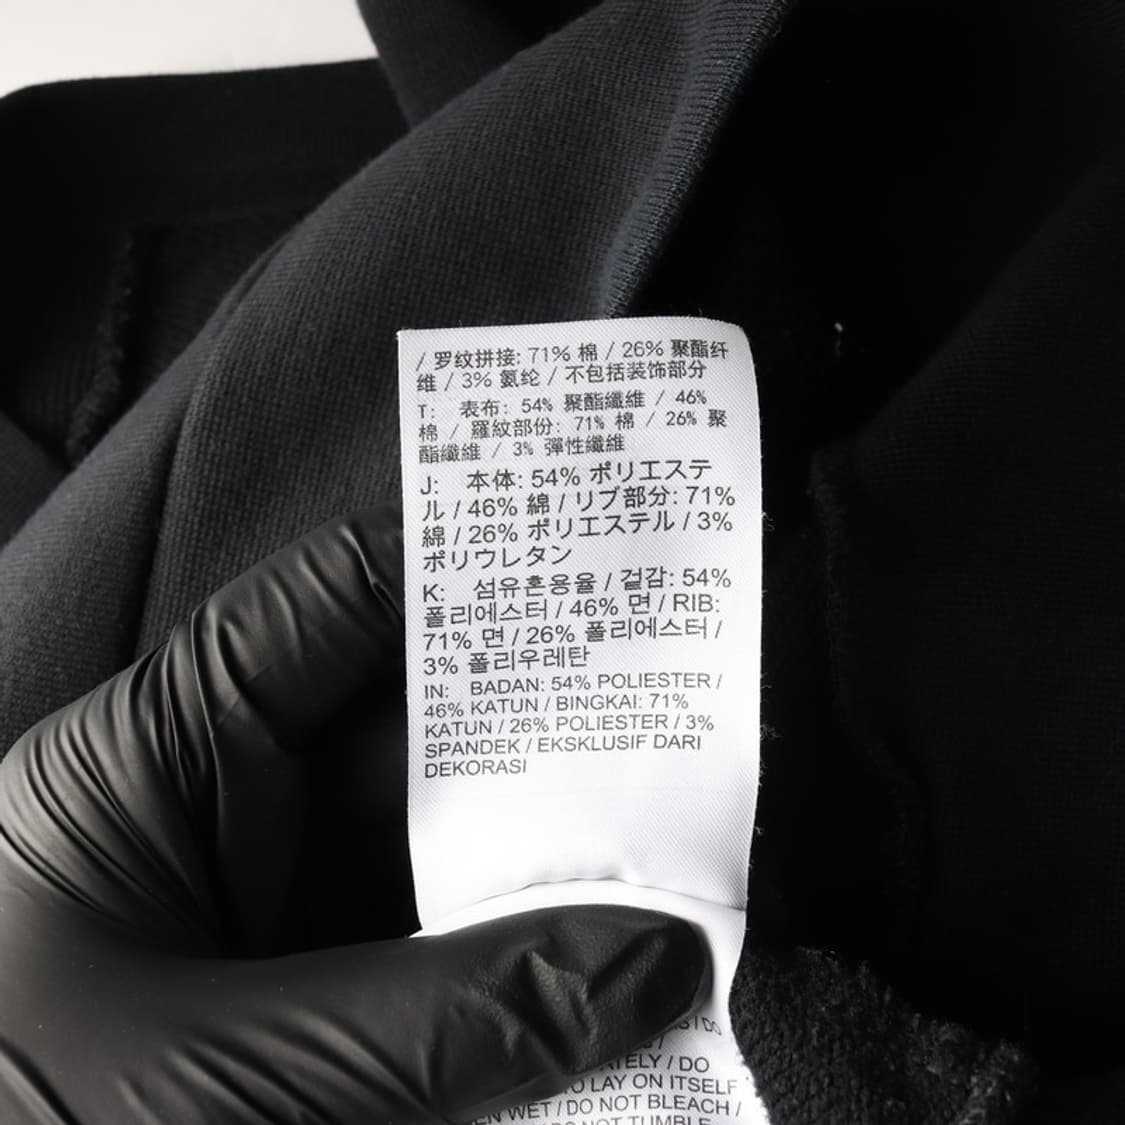 / 罗纹拼接: 71% 棉 / 26% 聚酯纤
维 / 3% 氨纶 / 不包括装饰部分
T: 表布: 54% 聚酯纖維 / 46%
棉 / 羅紋部份: 71% 棉 / 26% 聚
酯纖維 / 3% 彈性纖維
J: 本体: 54% ポリエステ
ル / 46% 綿 / リブ部分: 71%
綿 / 26% ポリエステル / 3%
ポリウレタン
K: 섬유혼용율 / 겉감: 54%
폴리에스터 / 46% 면 / RIB:
71% 면 / 26% 폴리에스터 /
3% 폴리우레탄
IN: BADAN: 54% POLIESTER /
46% KATUN / BINGKAI: 71%
KATUN / 26% POLIESTER / 3%
SPANDEK / EKSKLUSIF DARI
DEKORASI
/ DO
/
/ DO
LAY ON ITSELF
WET / DO NOT BLEACH /
NOT TUMBLE